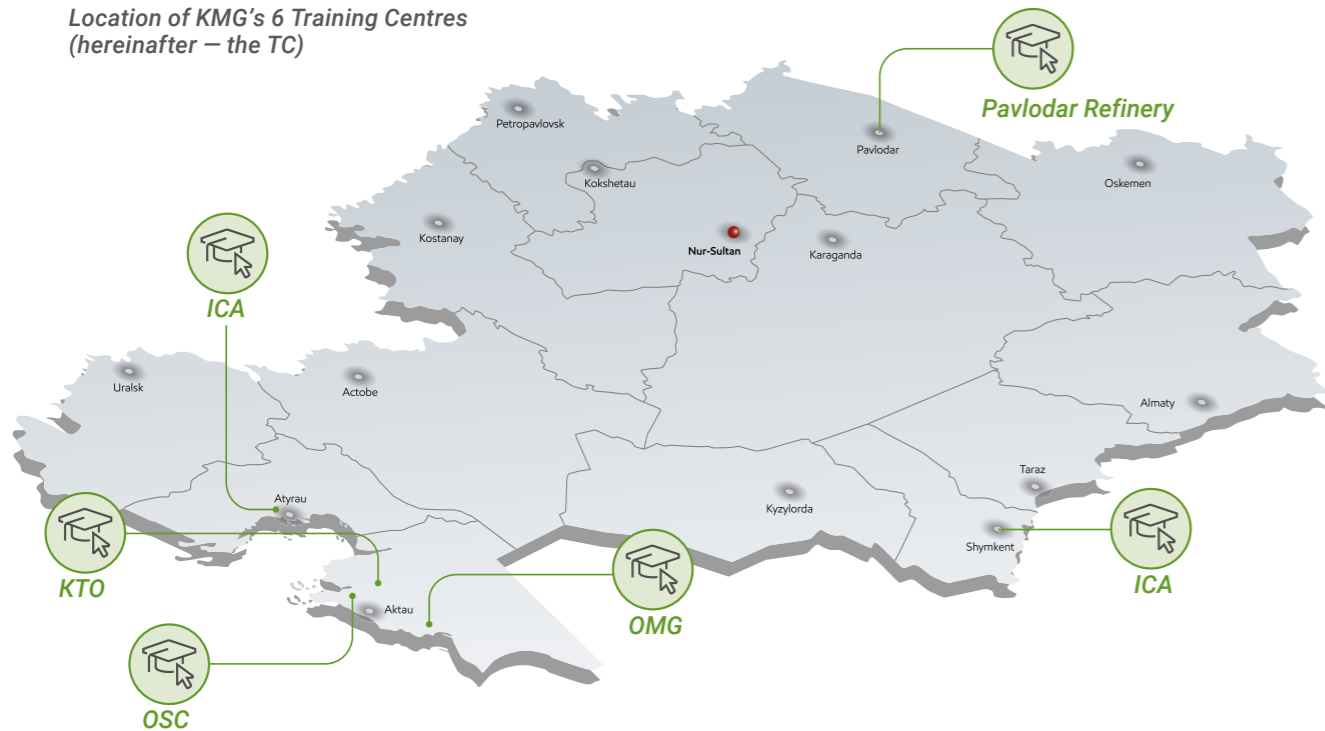 Location of KMG's 6 Training Centres
(hereinafter — the TC)
Pavlodar Refinery
Petropavlovsk
Pavlodar
Kokshetau
Oskemen
Kostanay
Nur-Sultan
Karaganda
ICA
Uralsk
Actobe
Almaty
Taraz
Atyrau
Kyzylorda
Shymkent
ICA
KTO
Aktau
OMG
OSC